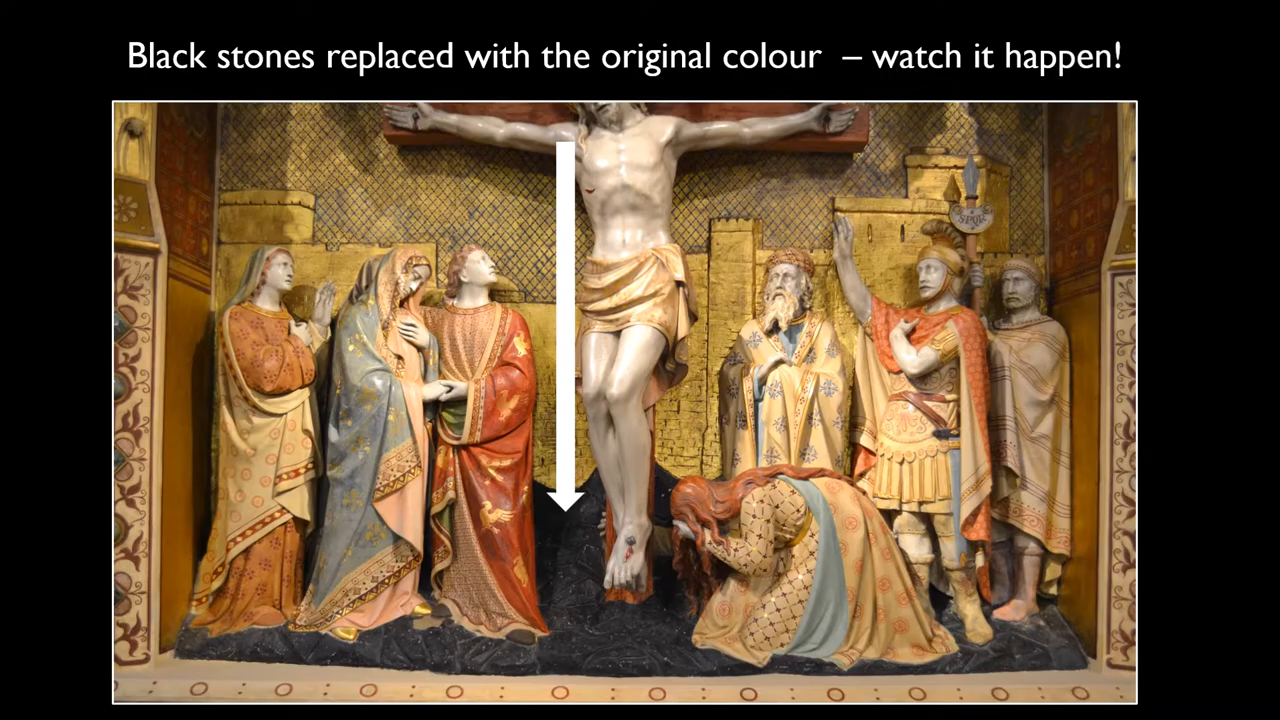 Black stones replaced with the original colour – watch it happen!
SPQR